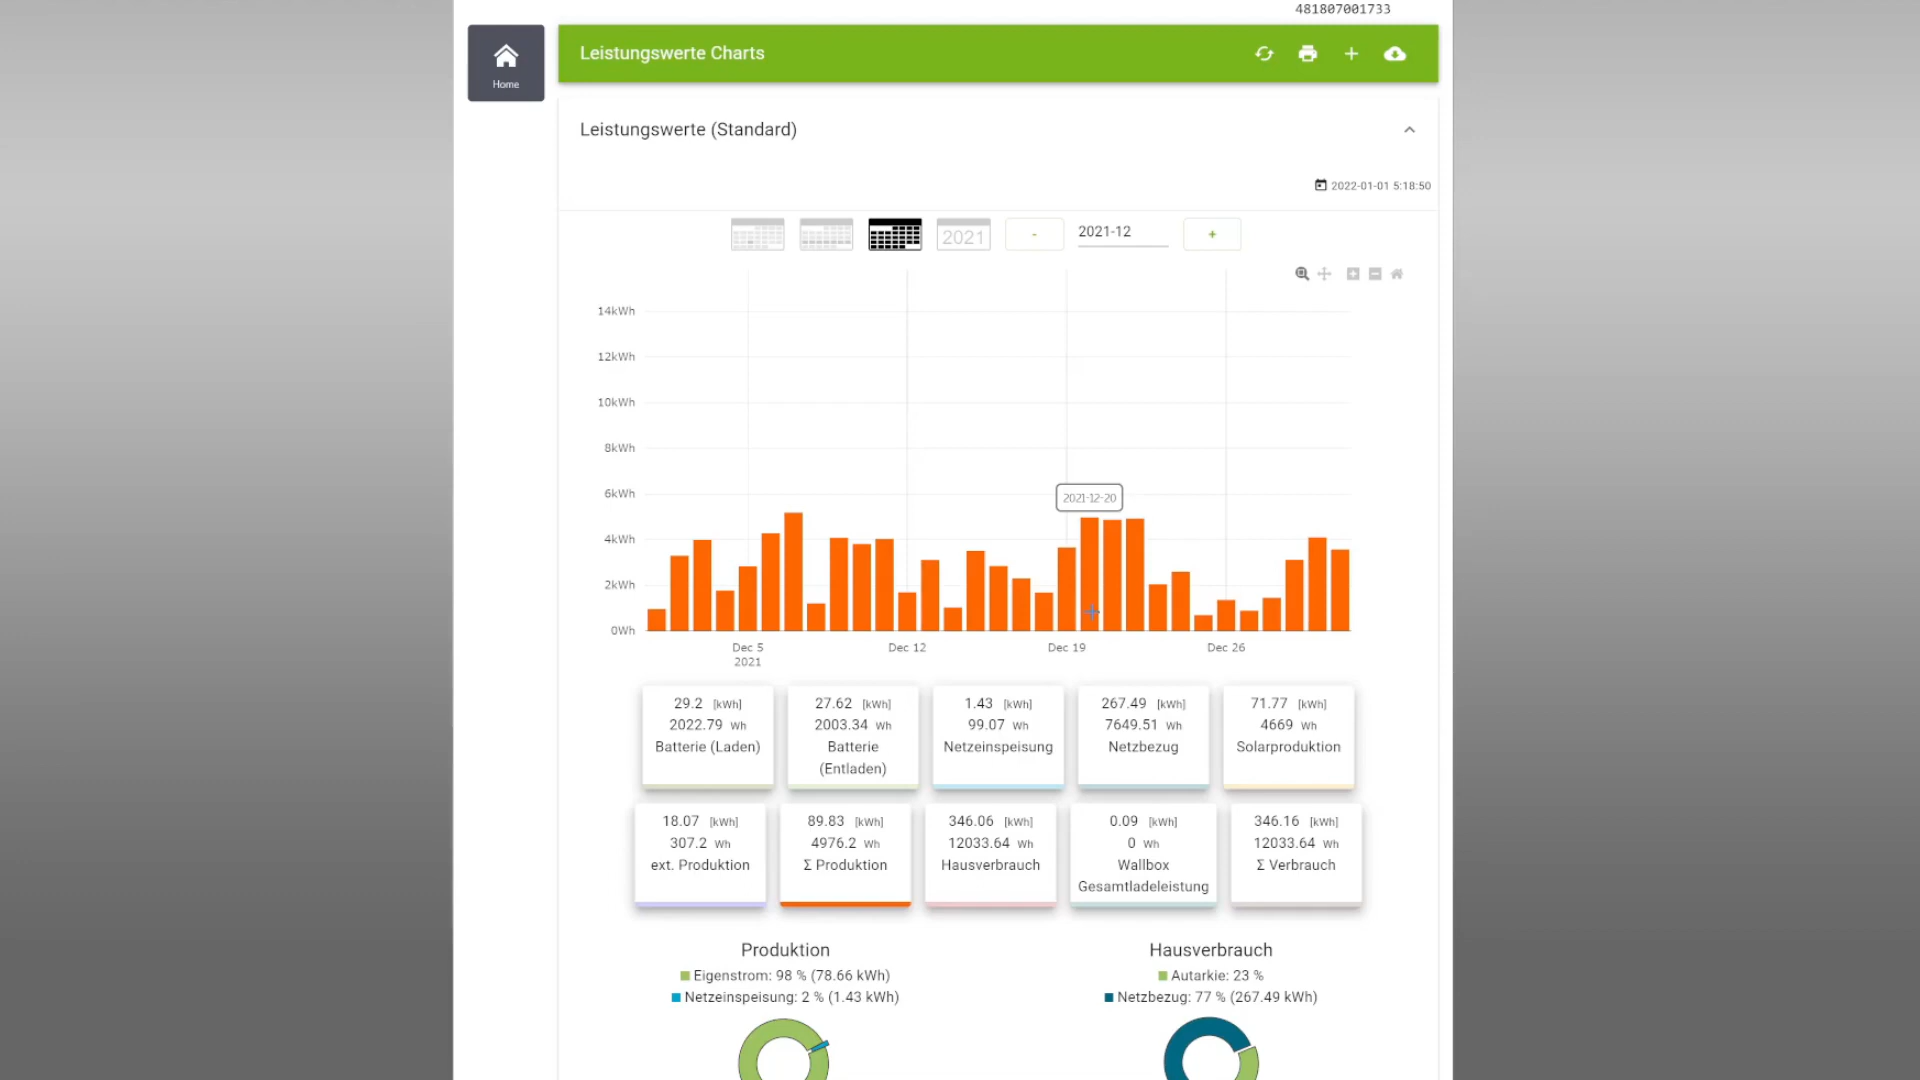 481807001733
Home
Leistungswerte Charts
Leistungswerte (Standard)
2022-01-01 5:18:50
2021
-
2021-12
+
14kWh
12kWh
10kWh
8kWh
6kWh
4kWh
2kWh
0Wh
2021-12-20
Dec 5
2021
Dec 12
Dec 19
Dec 26
29.2 [kWh]
2022.79 Wh
Batterie (Laden)
27.62 [kWh]
2003.34 Wh
Batterie
(Entladen)
1.43 [kWh]
99.07 Wh
Netzeinspeisung
267.49 [kWh]
7649.51 Wh
Netzbezug
71.77 [kWh]
4669 Wh
Solarproduktion
18.07 [kWh]
307.2 Wh
ext. Produktion
89.83 [kWh]
4976.2 Wh
Σ Produktion
346.06 [kWh]
12033.64 Wh
Hausverbrauch
0.09 [kWh]
0 Wh
Wallbox
Gesamtladeleistung
346.16 [kWh]
12033.64 Wh
Σ Verbrauch
Produktion
Eigenstrom: 98 % (78.66 kWh)
Netzeinspeisung: 2 % (1.43 kWh)
Hausverbrauch
Autarkie: 23 %
Netzbezug: 77 % (267.49 kWh)